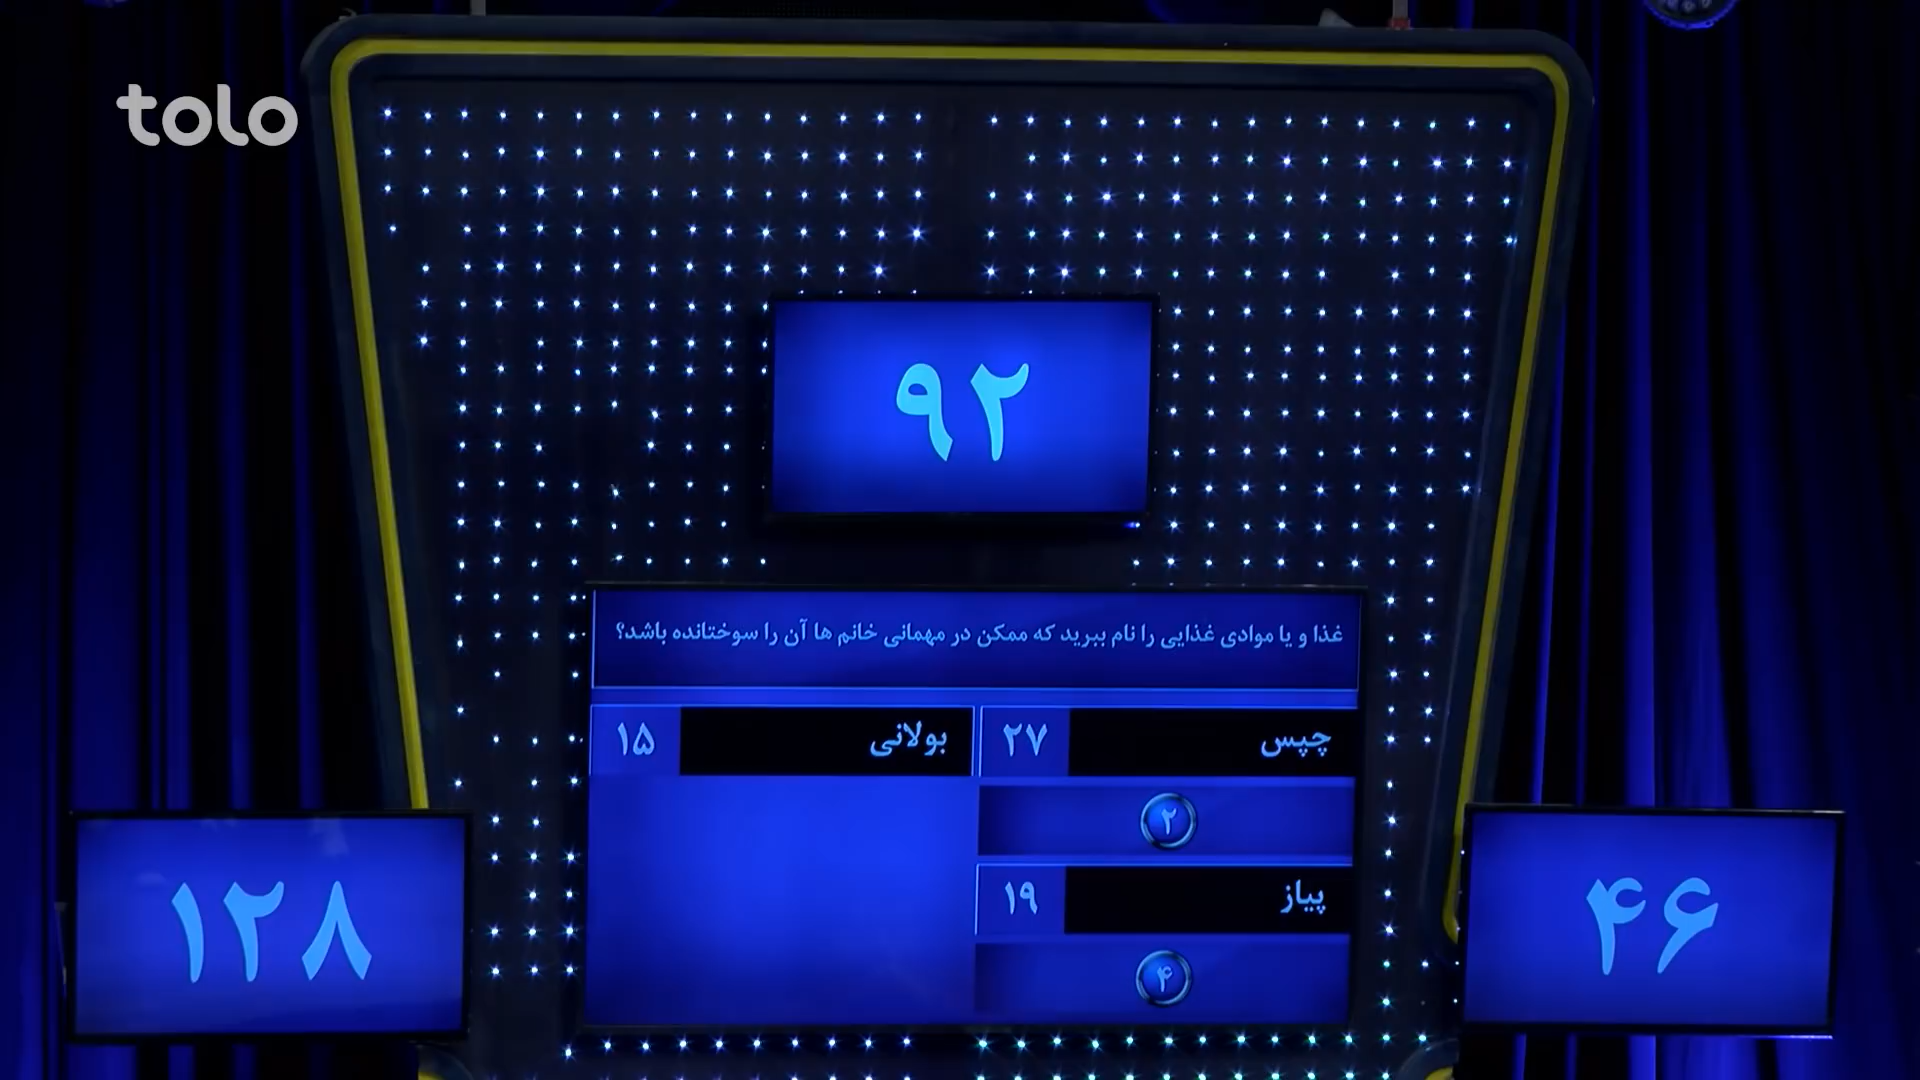 tolo
۹۲
غذا و یا موادی غذایی را نام ببرید که ممکن در مهمانی خانم ها آن را سوختانده باشد؟
چپس ۲۷
بولانی ۱۵
۲
پیاز ۱۹
۴
۱۲۸
۴۶